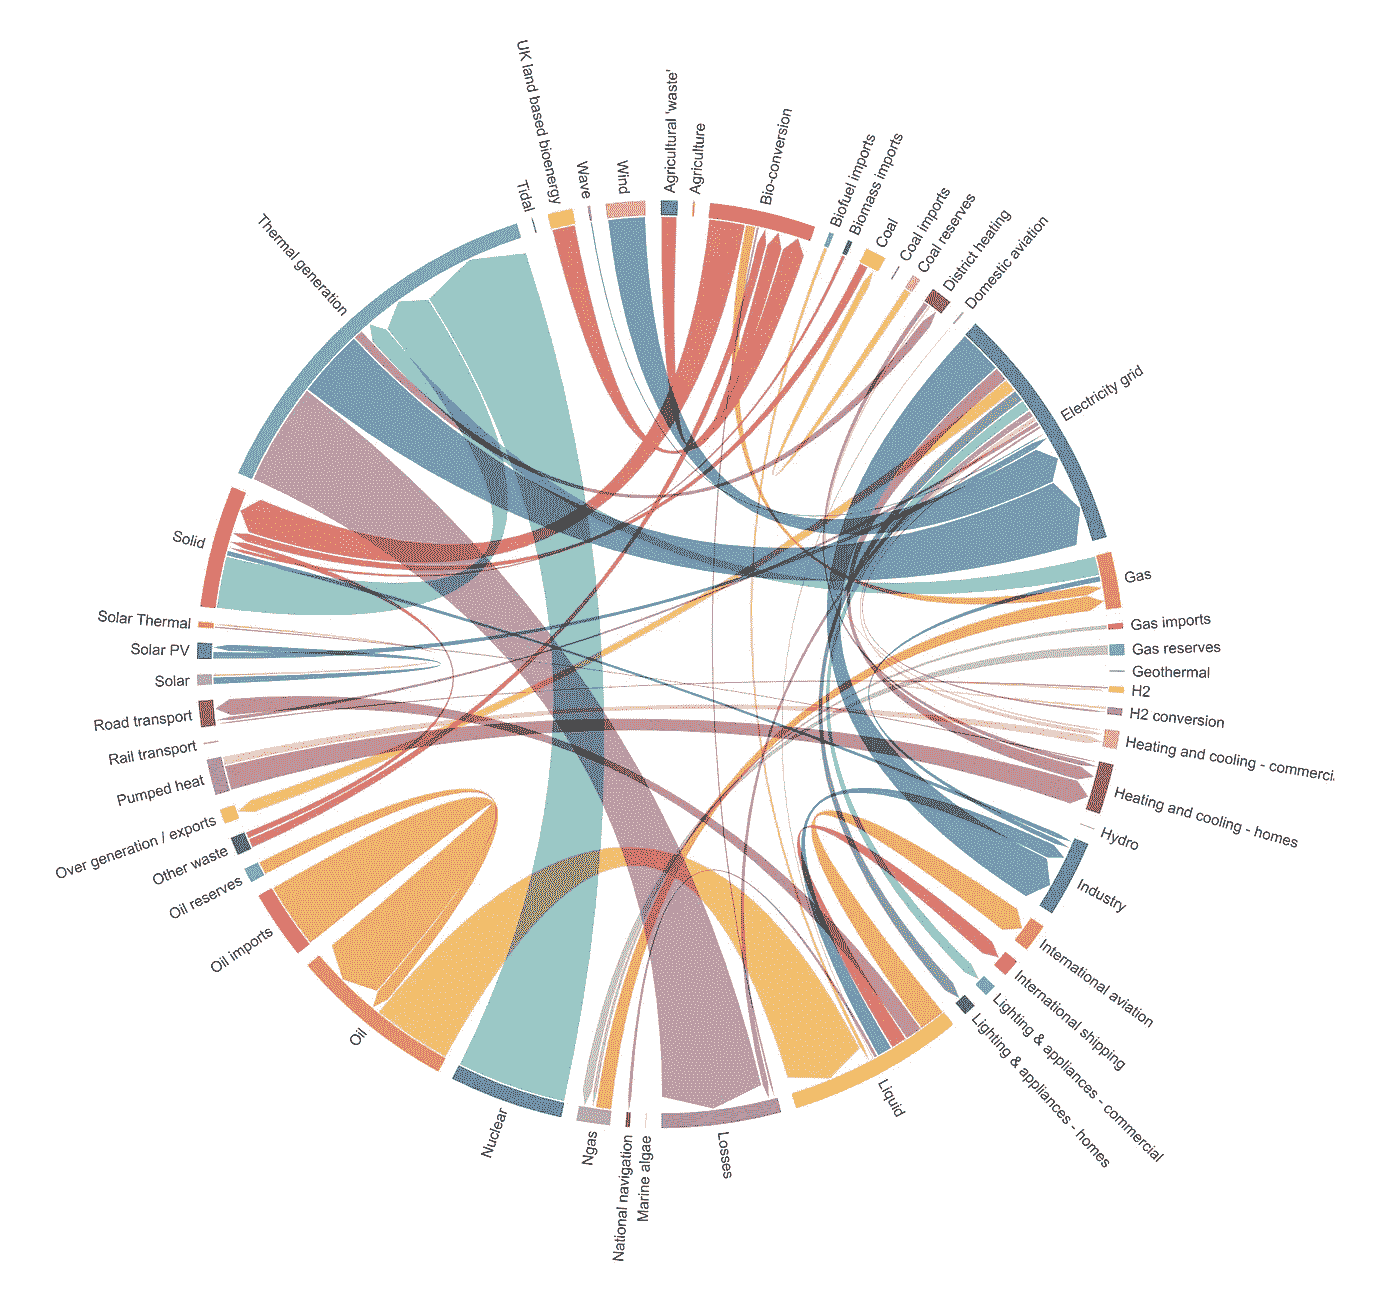 UK land based bioenergy
Tidal
Wave
Wind
Agricultural 'waste'
Agriculture
Bio-conversion
Biofuel imports
Biomass imports
Coal
Coal imports
Coal reserves
District heating
Domestic aviation
Electricity grid
Gas
Gas imports
Gas reserves
Geothermal
H2
H2 conversion
Heating and cooling - commerci
Heating and cooling - homes
Hydro
Industry
International aviation
International shipping
Lighting & appliances - commercial
Lighting & appliances - homes
Liquid
Losses
Marine algae
National navigation
Ngas
Nuclear
Oil
Oil imports
Oil reserves
Other waste
Over generation / exports
Pumped heat
Rail transport
Road transport
Solar
Solar PV
Solar Thermal
Solid
Thermal generation